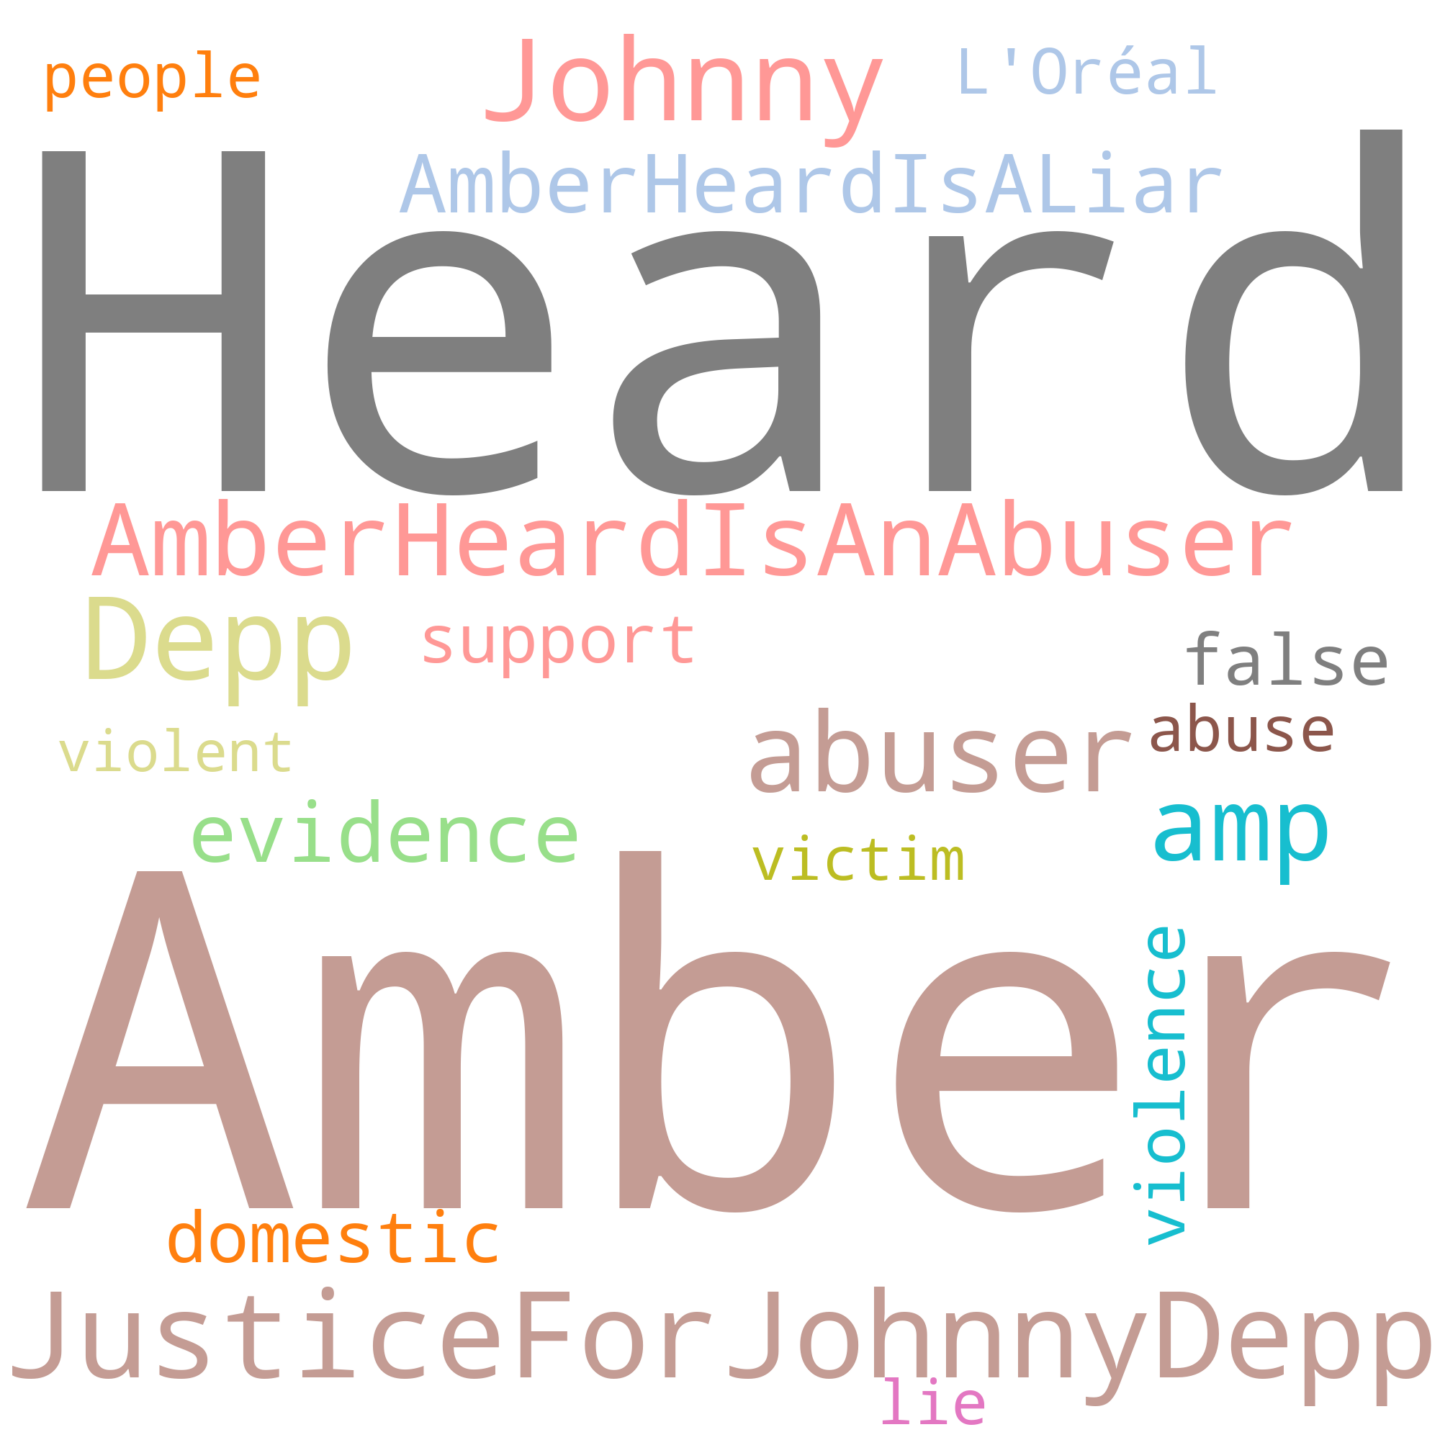 people
Johnny
L'Oréal
AmberHeardIsALiar
Heard
AmberHeardIsAnAbuser
Depp
support
false
abuse
violent
abuser
evidence
victim
amp
Amber
violence
domestic
JusticeForJohnnyDepp
lie